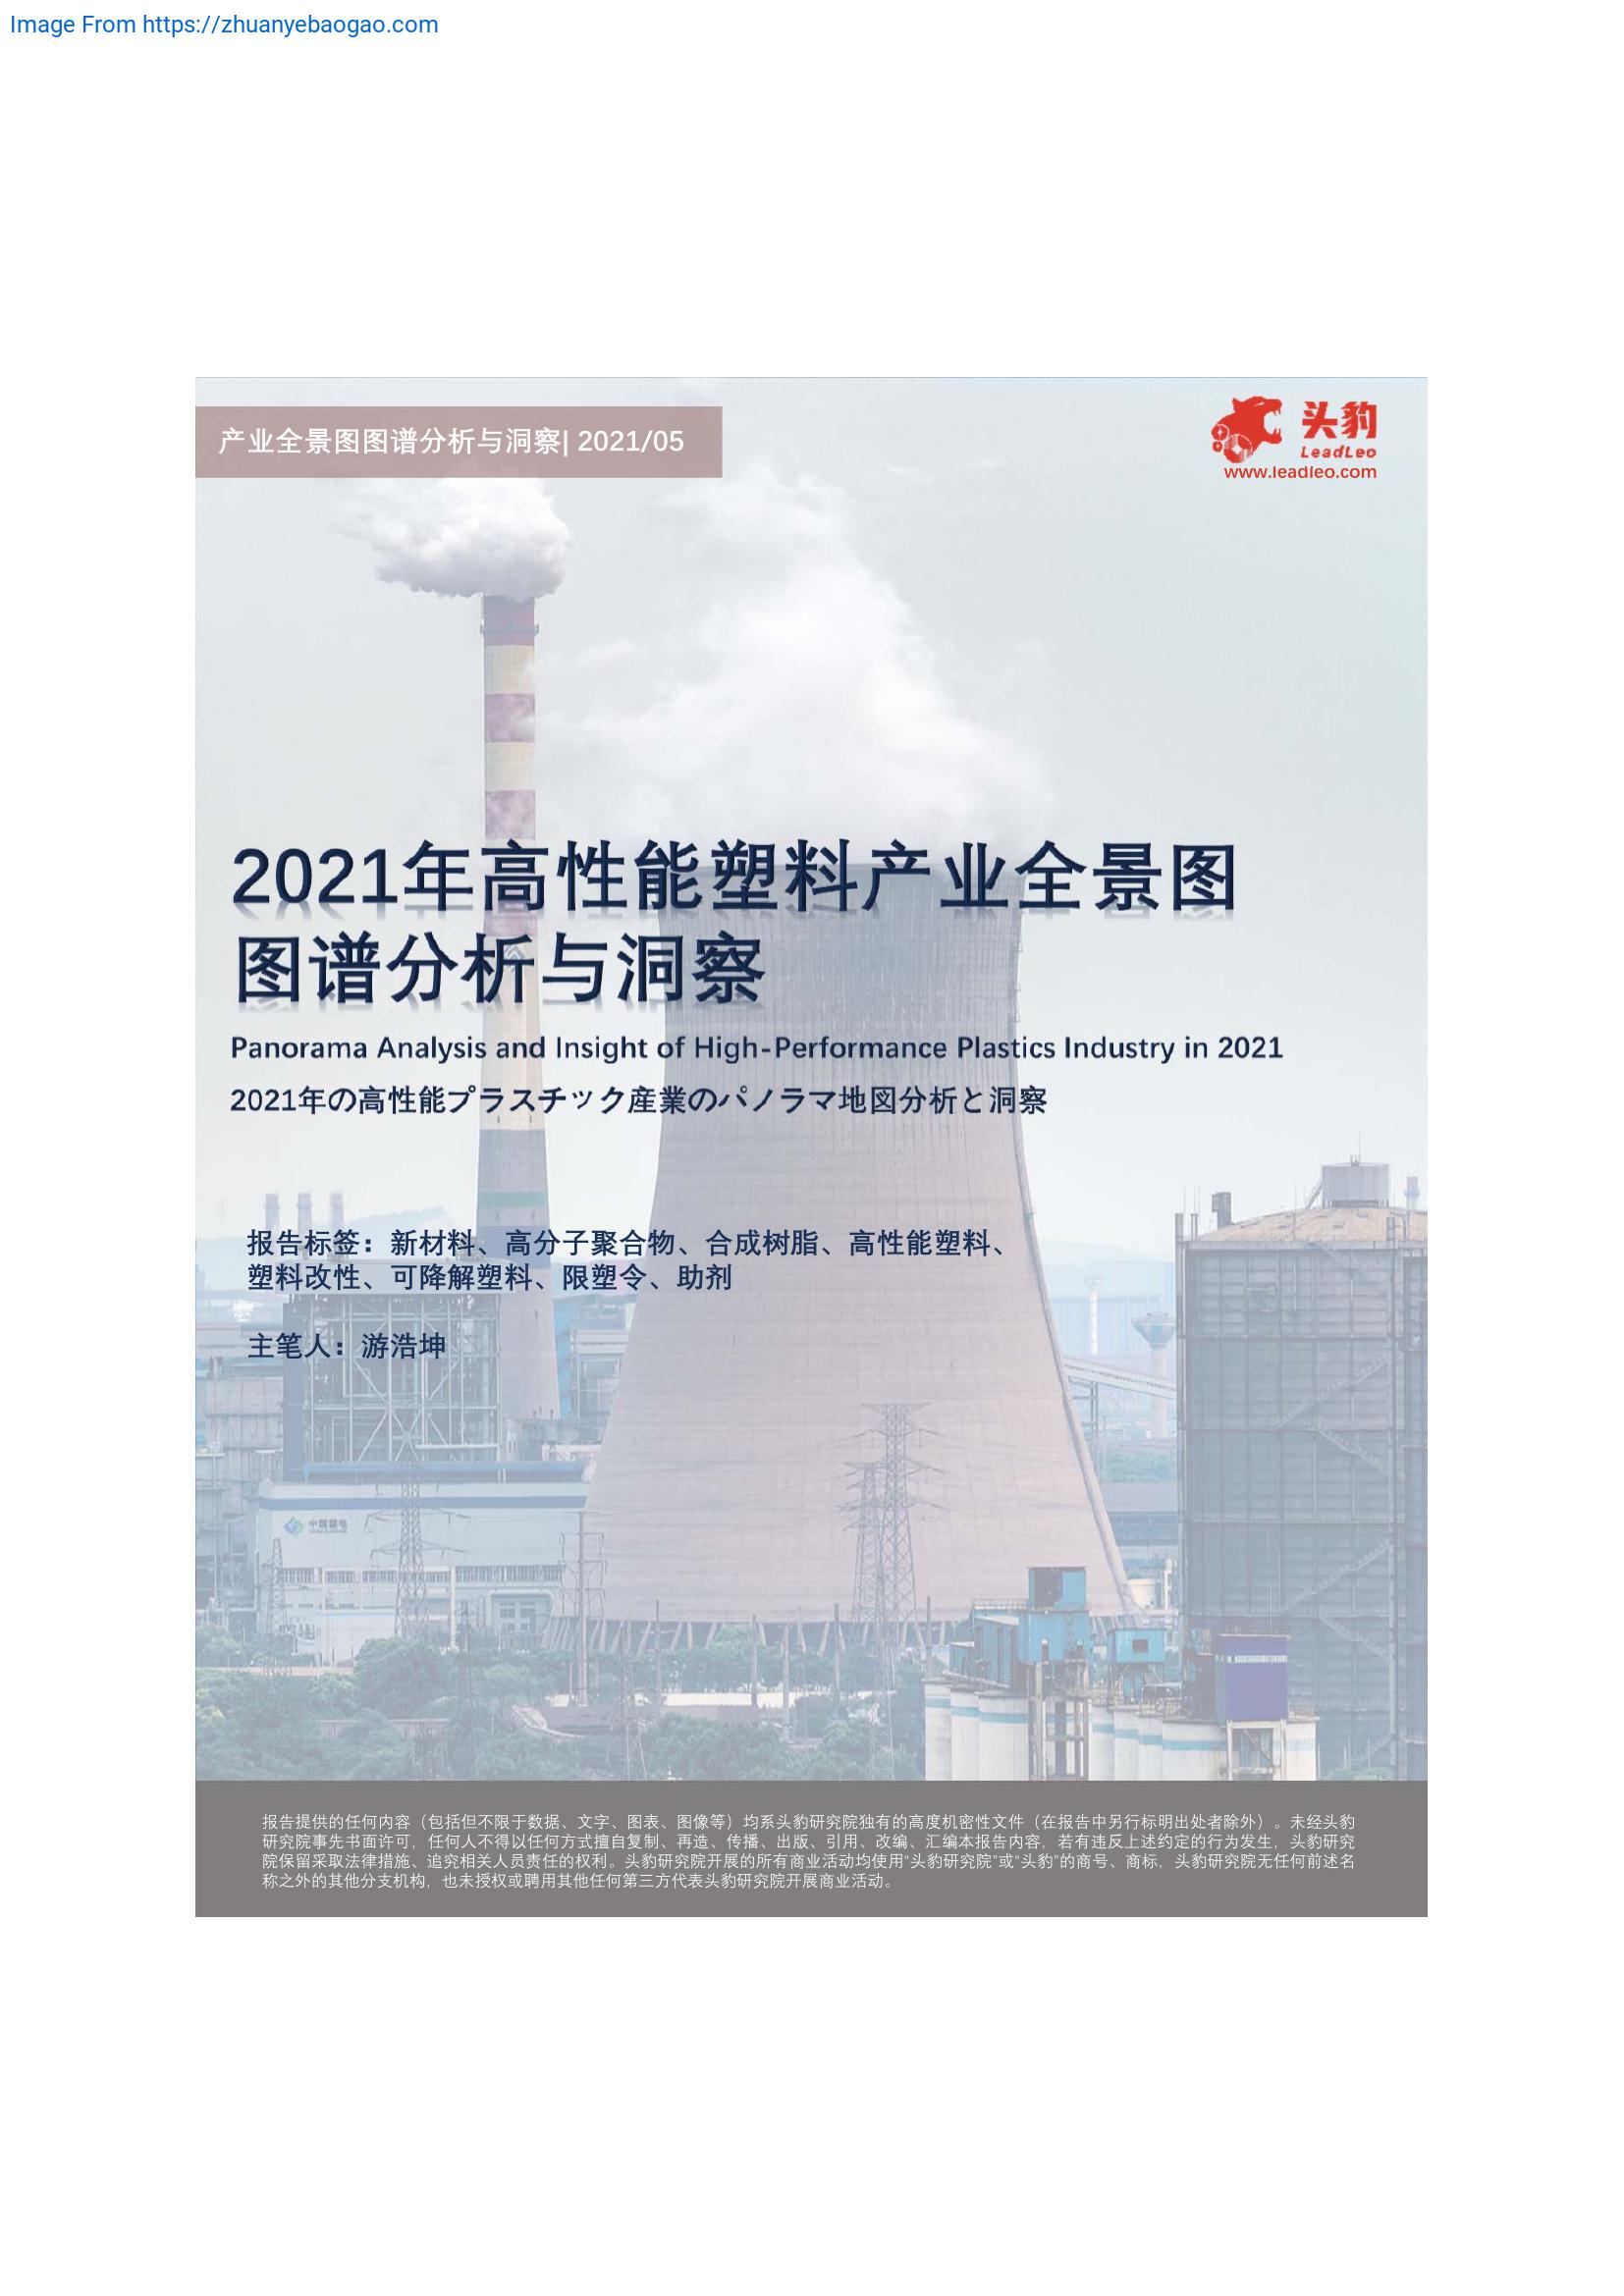 Image From https://zhuanyebaogao.com
产业全景图图谱分析与洞察| 2021/05
头豹
LeadLeo
www.leadleo.com
2021年高性能塑料产业全景图
图谱分析与洞察
Panorama Analysis and Insight of High-Performance Plastics Industry in 2021
2021年の高性能プラスチック産業のパノラマ地図分析と洞察
报告标签：新材料、高分子聚合物、合成树脂、高性能塑料、
塑料改性、可降解塑料、限塑令、助剂
主笔人：游浩坤
中国国电
报告提供的任何内容（包括但不限于数据、文字、图表、图像等）均系头豹研究院独有的高度机密性文件（在报告中另行标明出处者除外）。未经头豹
研究院事先书面许可，任何人不得以任何方式擅自复制、再造、传播、出版、引用、改编、汇编本报告内容，若有违反上述约定的行为发生，头豹研究
院保留采取法律措施、追究相关人员责任的权利。头豹研究院开展的所有商业活动均使用“头豹研究院”或“头豹”的商号、商标，头豹研究院无任何前述名
称之外的其他分支机构，也未授权或聘用其他任何第三方代表头豹研究院开展商业活动。